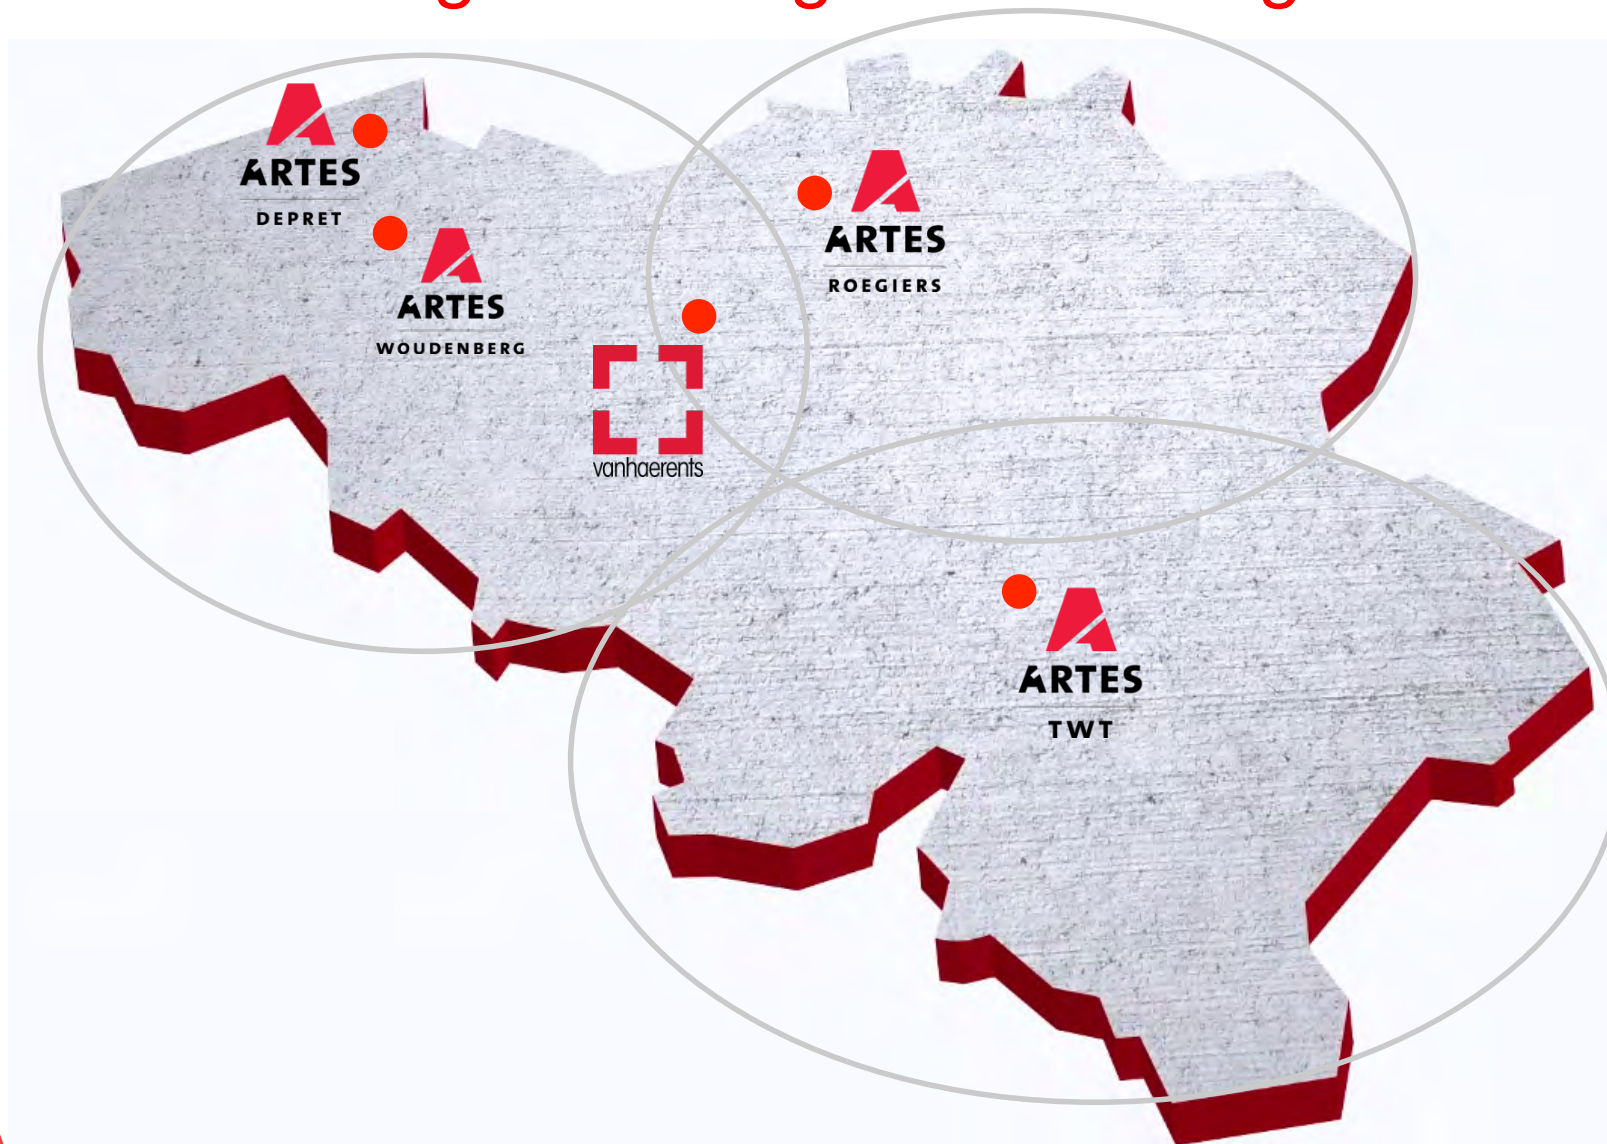 ARTES
DEPRET
ARTES
WOUDENBERG
vanhaerents
ARTES
ROEGIERS
ARTES
TWT